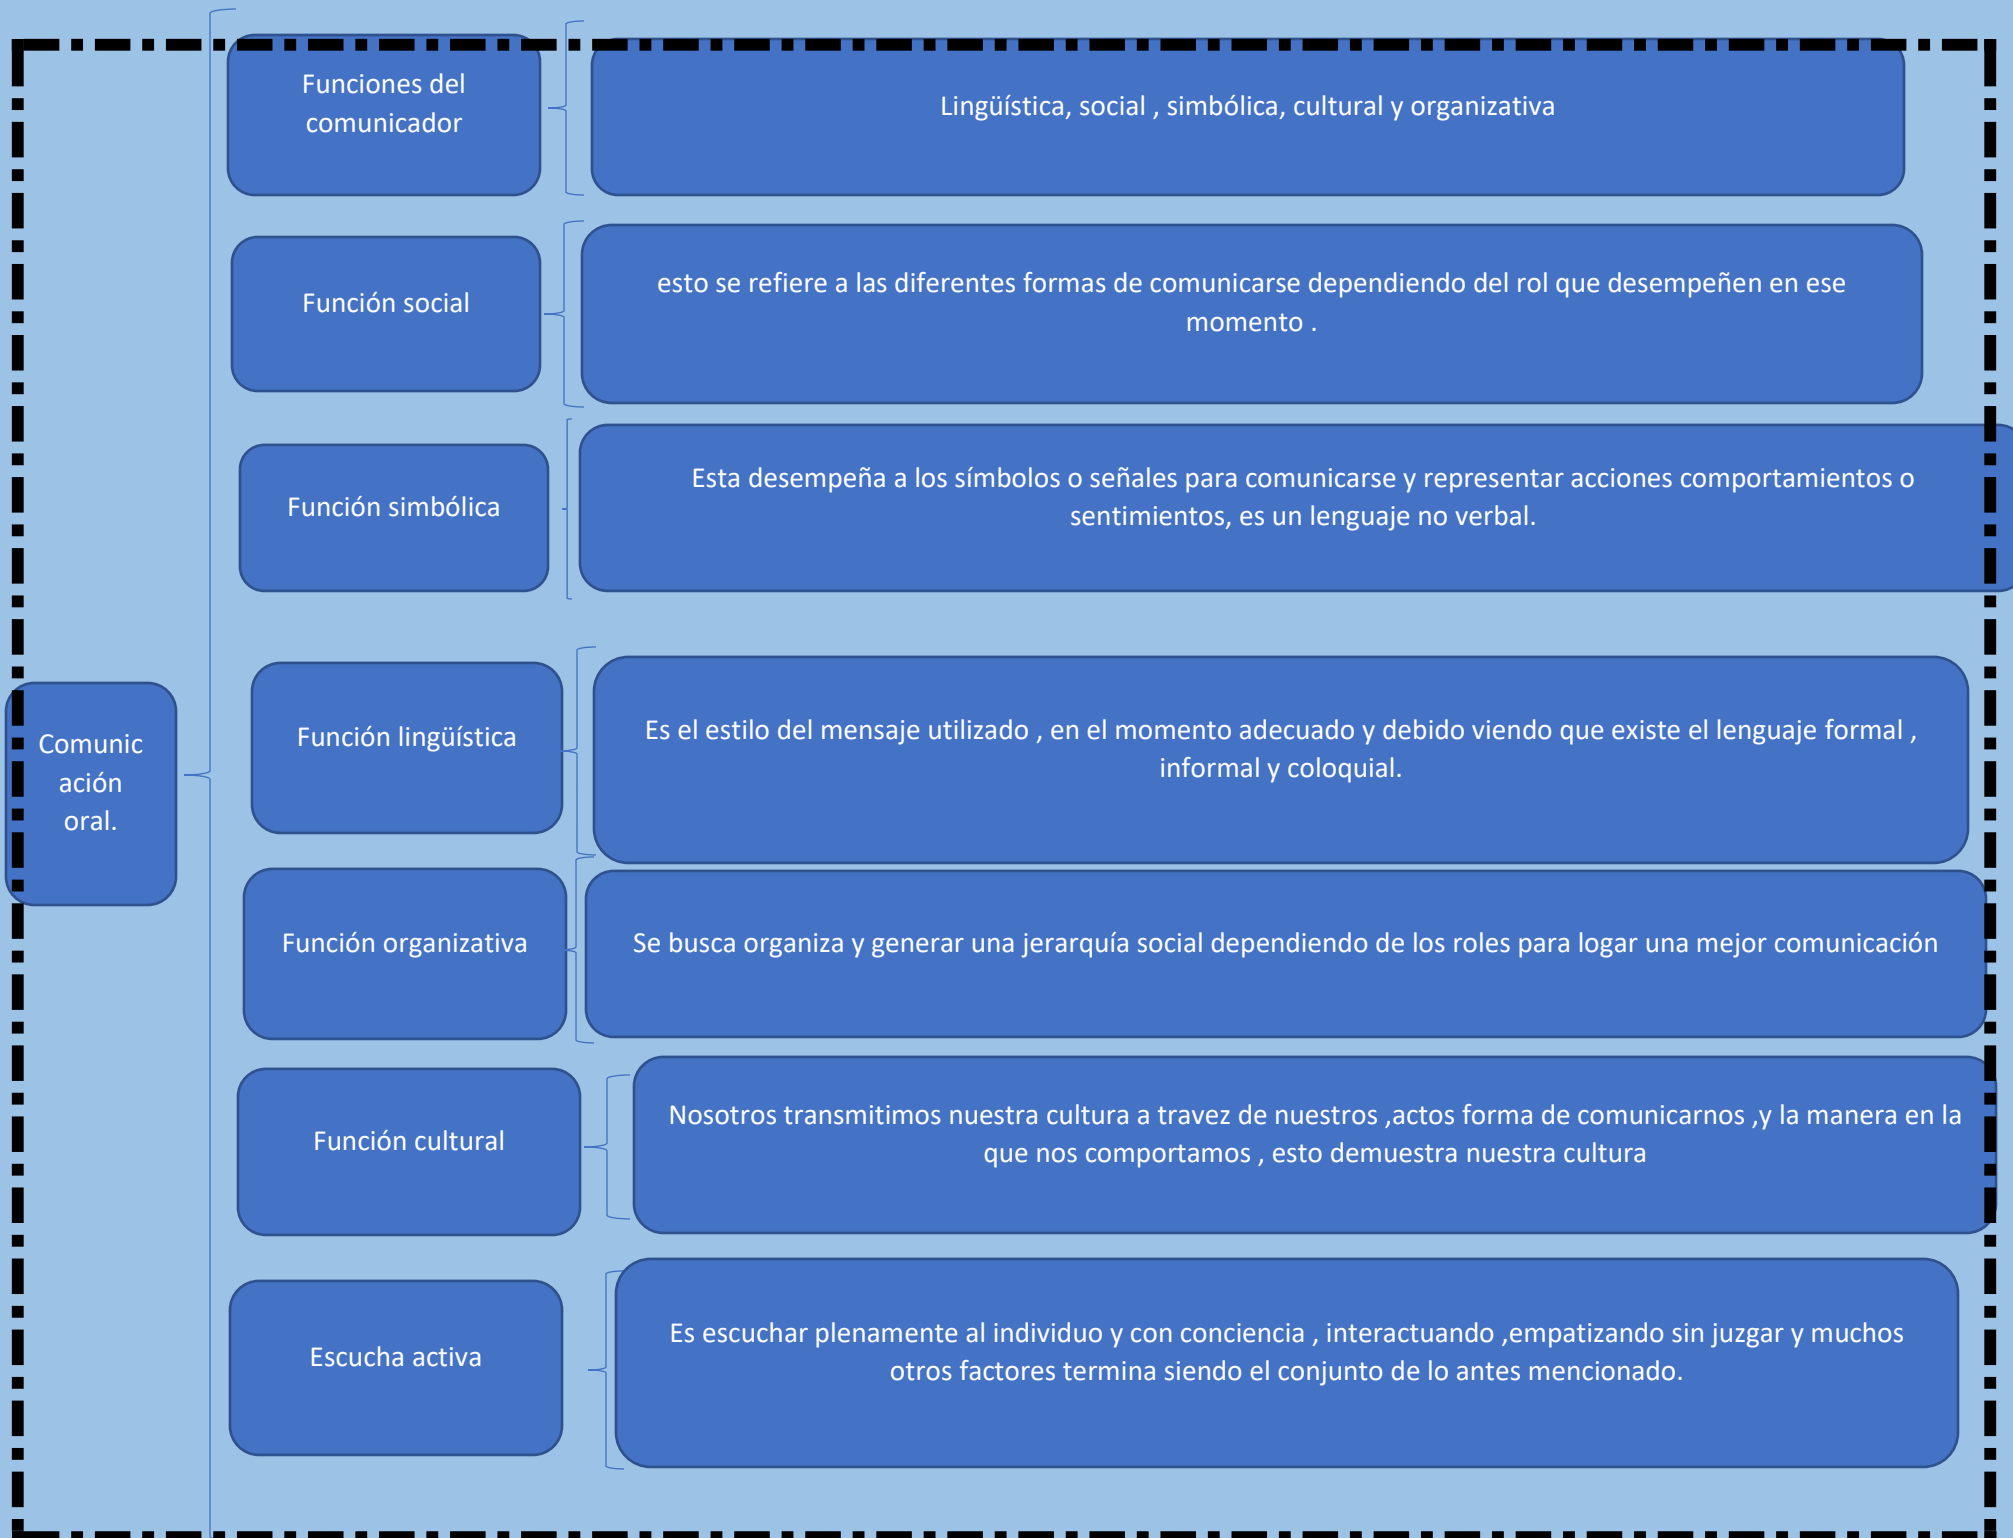 Funciones del
comunicador
Lingüística, social , simbólica, cultural y organizativa
Función social
esto se refiere a las diferentes formas de comunicarse dependiendo del rol que desempeñen en ese
momento .
Función simbólica
Esta desempeña a los símbolos o señales para comunicarse y representar acciones comportamientos o
sentimientos, es un lenguaje no verbal.
Comunic
ación
oral.
Función lingüística
Es el estilo del mensaje utilizado , en el momento adecuado y debido viendo que existe el lenguaje formal ,
informal y coloquial.
Función organizativa
Se busca organiza y generar una jerarquía social dependiendo de los roles para logar una mejor comunicación
Función cultural
Nosotros transmitimos nuestra cultura a travez de nuestros ,actos forma de comunicarnos ,y la manera en la
que nos comportamos , esto demuestra nuestra cultura
Escucha activa
Es escuchar plenamente al individuo y con conciencia , interactuando ,empatizando sin juzgar y muchos
otros factores termina siendo el conjunto de lo antes mencionado.